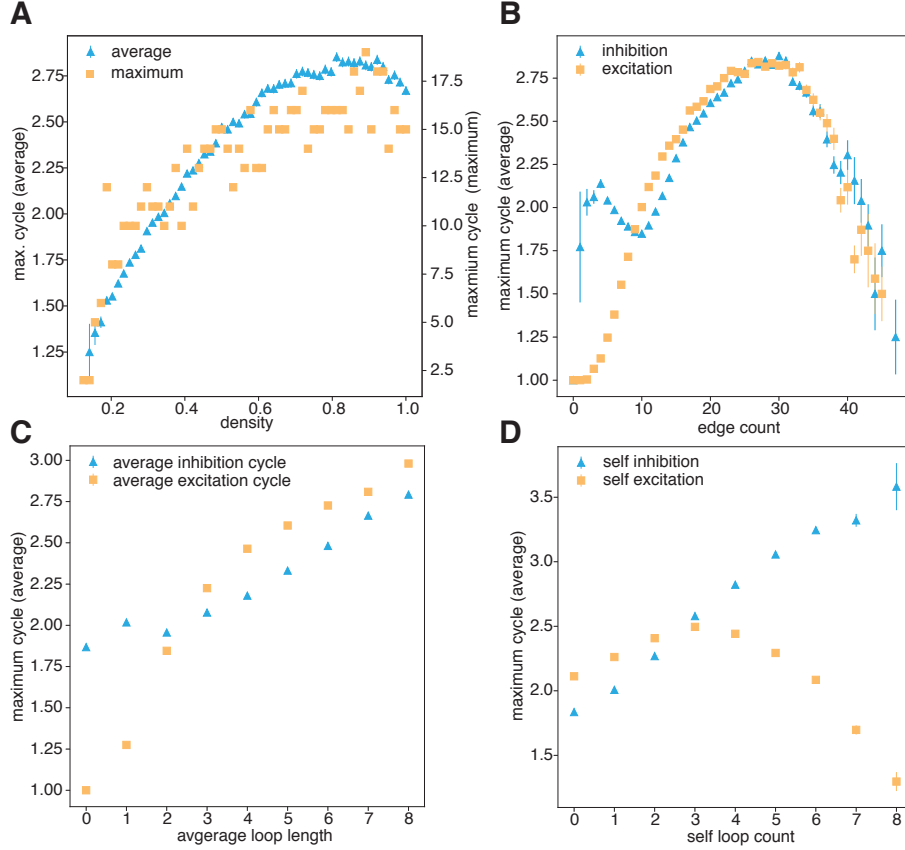 A
average
maximum
2.75
2.50
2.25
2.00
1.75
1.50
1.25
max. cycle (average)
17.5
15.0
12.5
10.0
7.5
5.0
2.5
maxmium cycle (maximum)
0.2 0.4 0.6 0.8 1.0
density
B
inhibition
excitation
2.75
2.50
2.25
2.00
1.75
1.50
1.25
1.00
maximum cycle (average)
0 10 20 30 40
edge count
C
average inhibition cycle
average excitation cycle
3.00
2.75
2.50
2.25
2.00
1.75
1.50
1.25
1.00
maximum cycle (average)
0 1 2 3 4 5 6 7 8
avgerage loop length
D
self inhibition
self excitation
3.5
3.0
2.5
2.0
1.5
maximum cycle (average)
0 1 2 3 4 5 6 7 8
self loop count